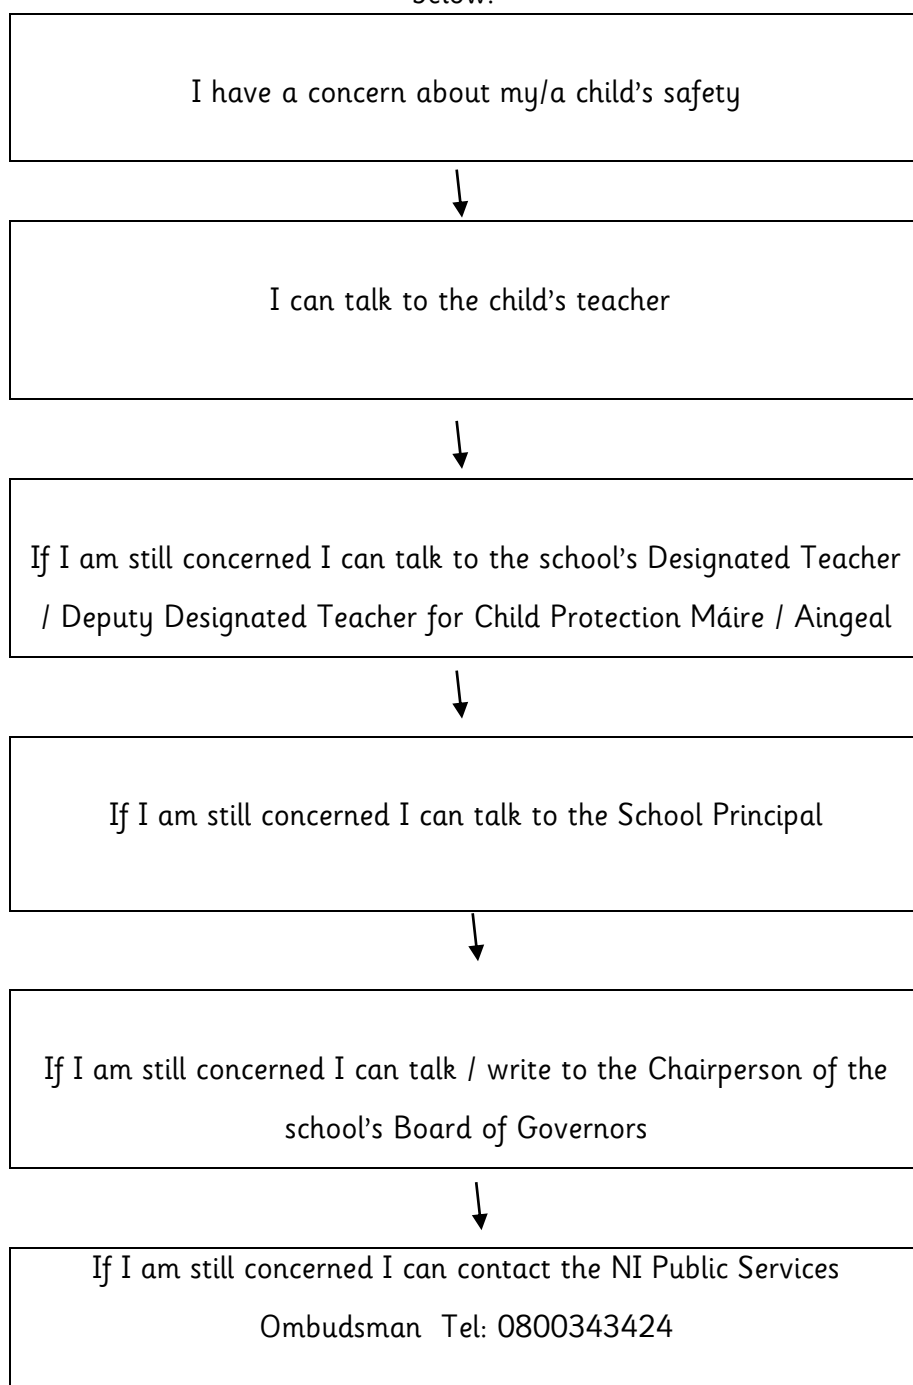 below:
I have a concern about my/a child's safety
I can talk to the child's teacher
If I am still concerned I can talk to the school's Designated Teacher
/ Deputy Designated Teacher for Child Protection Máire / Aingeal
If I am still concerned I can talk to the School Principal
If I am still concerned I can talk / write to the Chairperson of the
school's Board of Governors
If I am still concerned I can contact the NI Public Services
Ombudsman  Tel: 0800343424